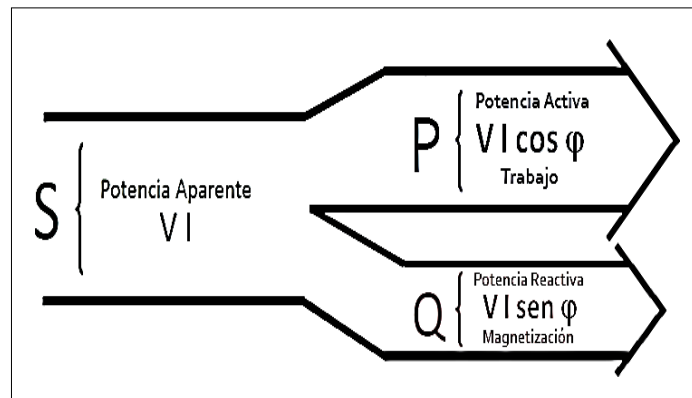 S
Potencia Aparente
V I
P
Potencia Activa
V I cos φ
Trabajo
Q
Potencia Reactiva
V I sen φ
Magnetización